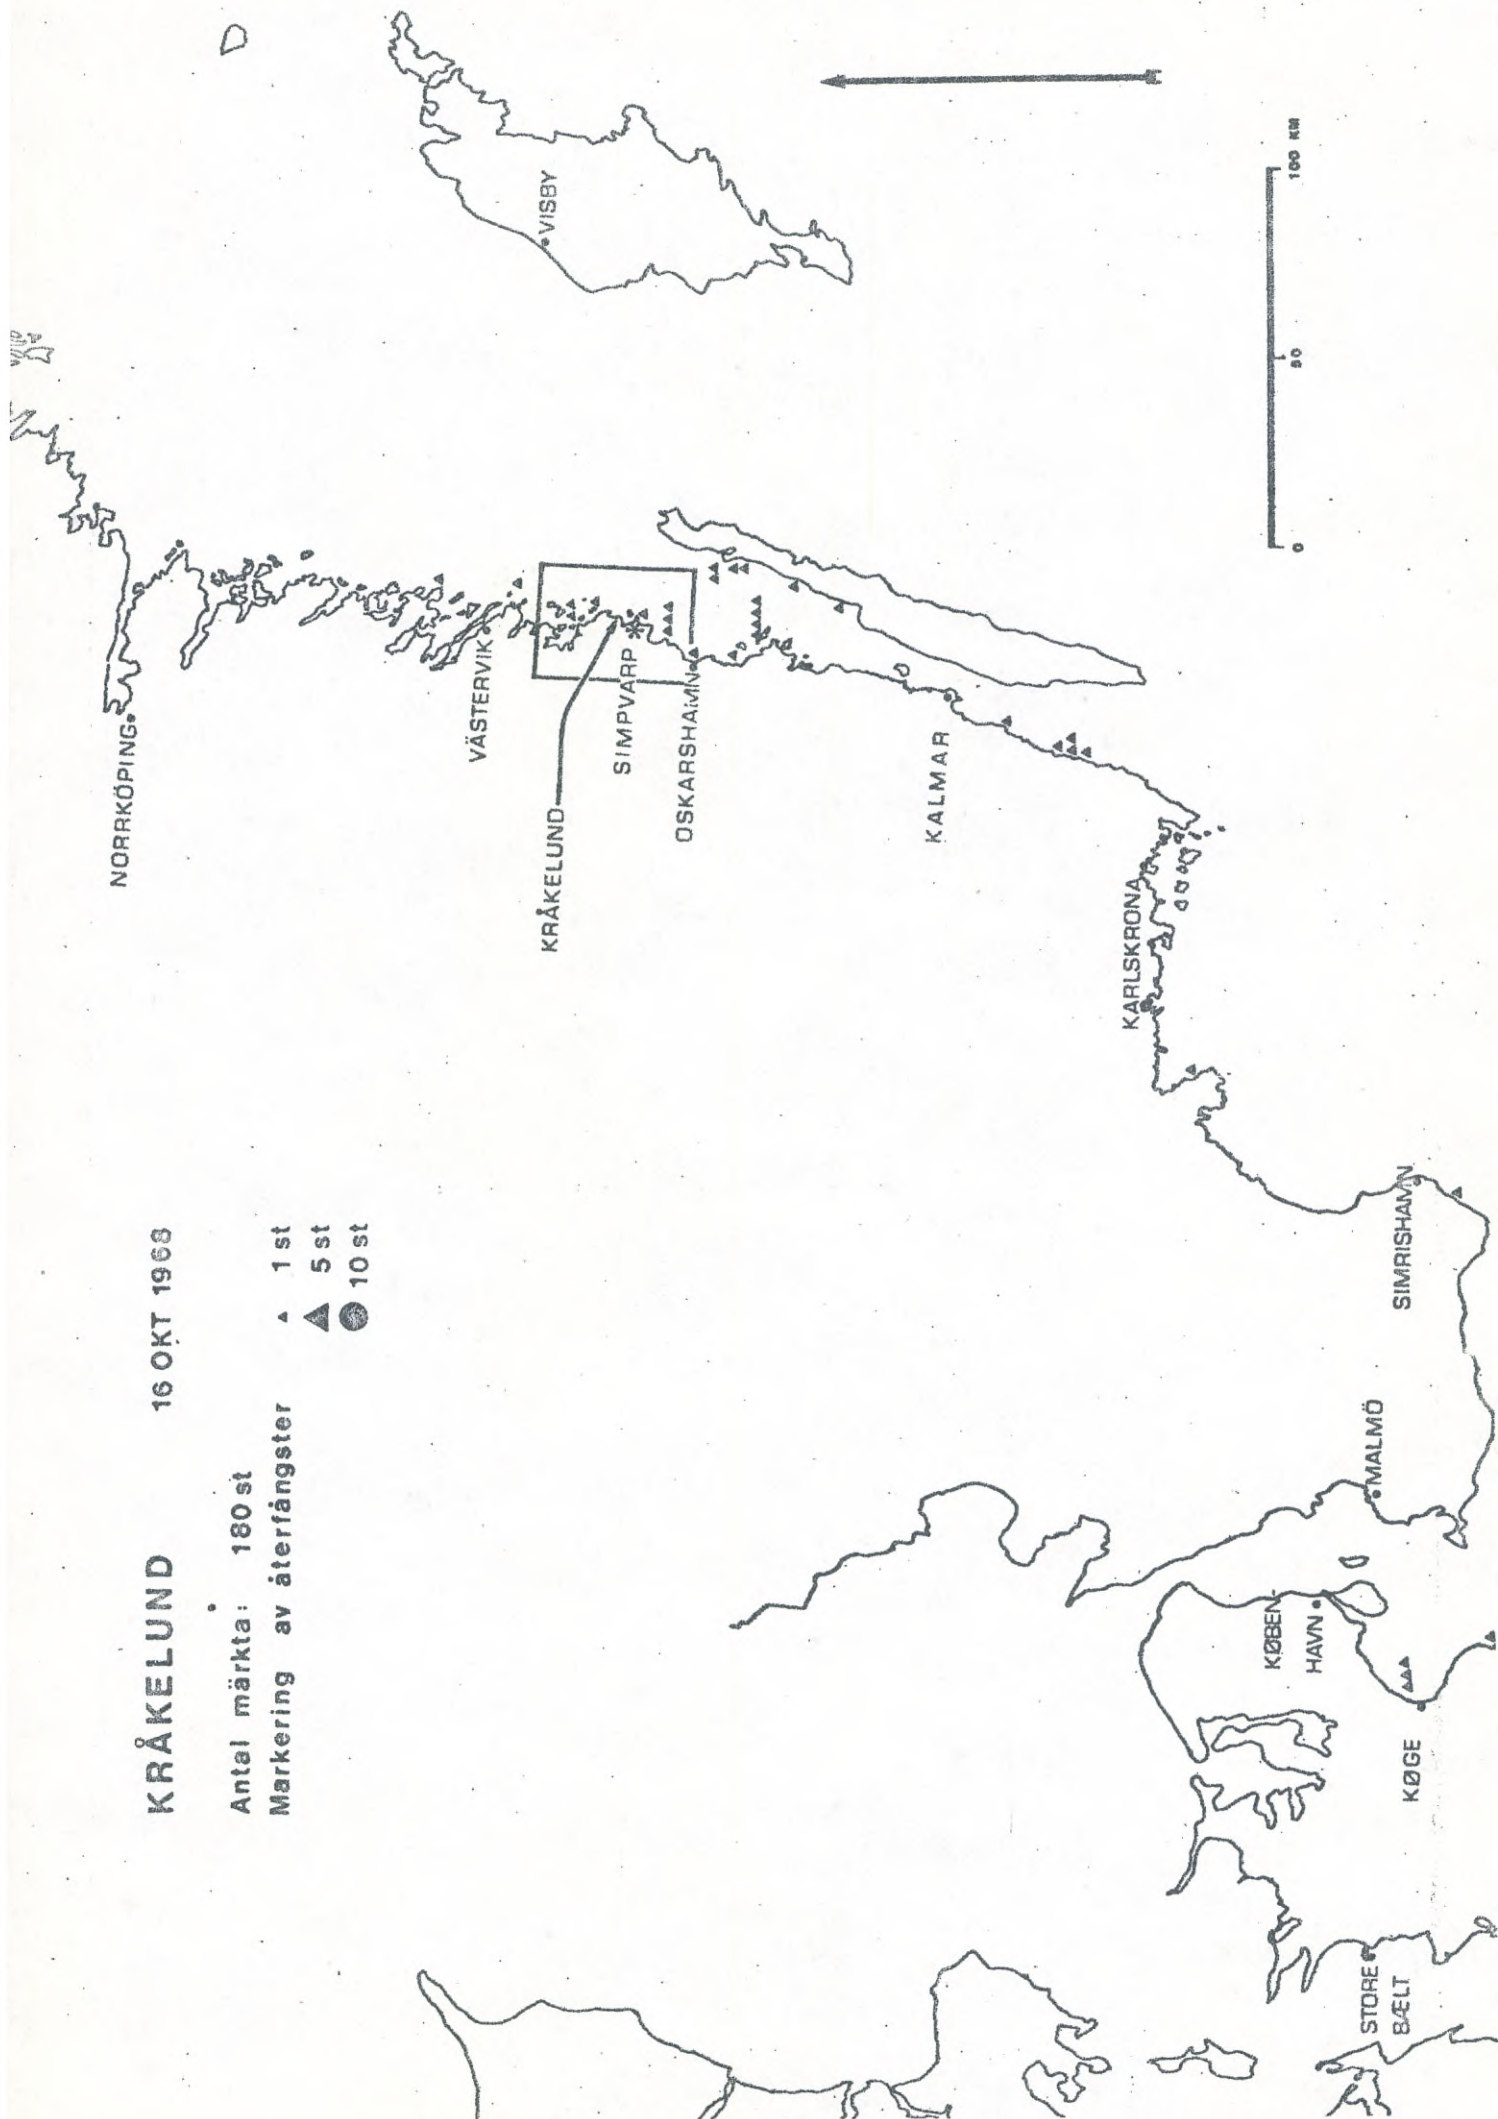 KRÅKELUND 16 OKT 1968
Antal märkta: 180 st
Markering av återfångster ▲ 1 st
▲ 5 st
● 10 st
NORRKÖPING
VÄSTERVIK
VISBY
KRÅKELUND
SIMPVARP
OSKARSHAMN
KALMAR
KARLSKRONA
SIMRISHAMN
MALMÖ
KØBEN-
HAVN
KØGE
STORE
BÆLT
0 50 100 KM